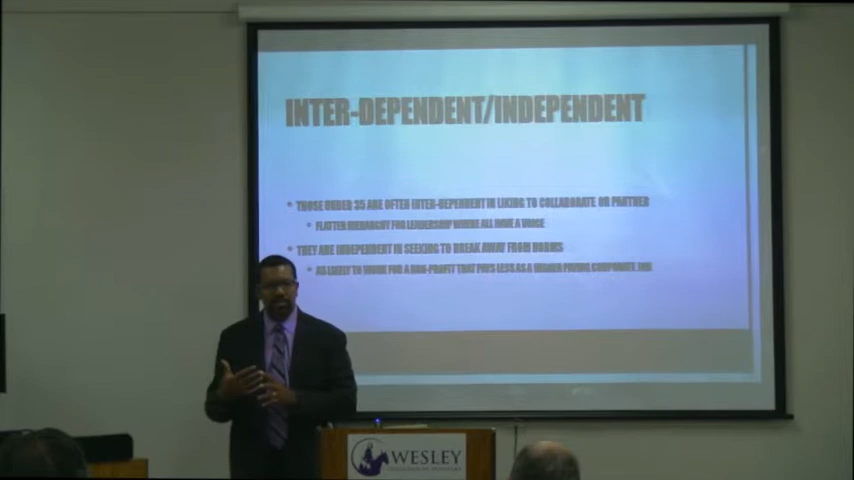 INTER-DEPENDENT/INDEPENDENT
• THOSE UNDER 35 ARE OFTEN INTER-DEPENDENT IN LIKING TO COLLABORATE OR PARTNER
• FLATTER HIERARCHY FOR LEADERSHIP WHERE ALL HAVE A VOICE
• THEY ARE INDEPENDENT IN SEEKING TO BREAK AWAY FROM NORMS
• AS LIKELY TO WORK FOR A NON-PROFIT THAT PAYS LESS AS A HIGHER PAYING CORPORATE JOB
WESLEY